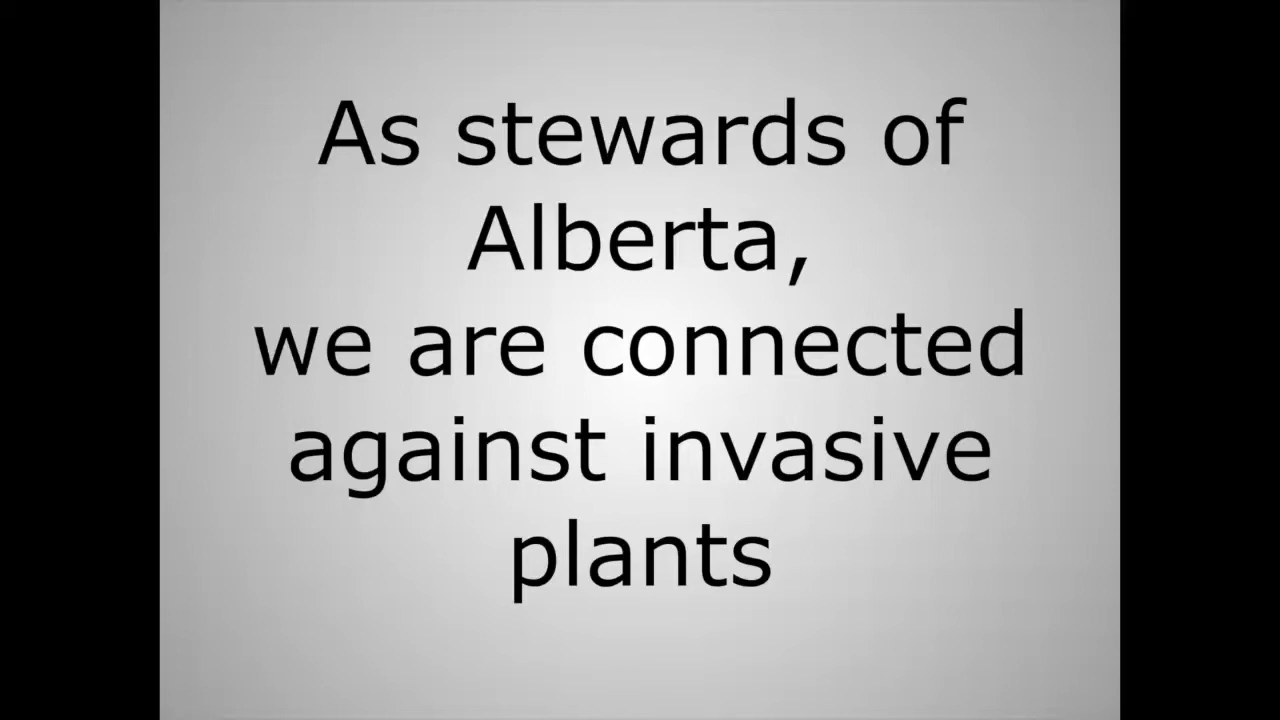 As stewards of
Alberta,
we are connected
against invasive
plants